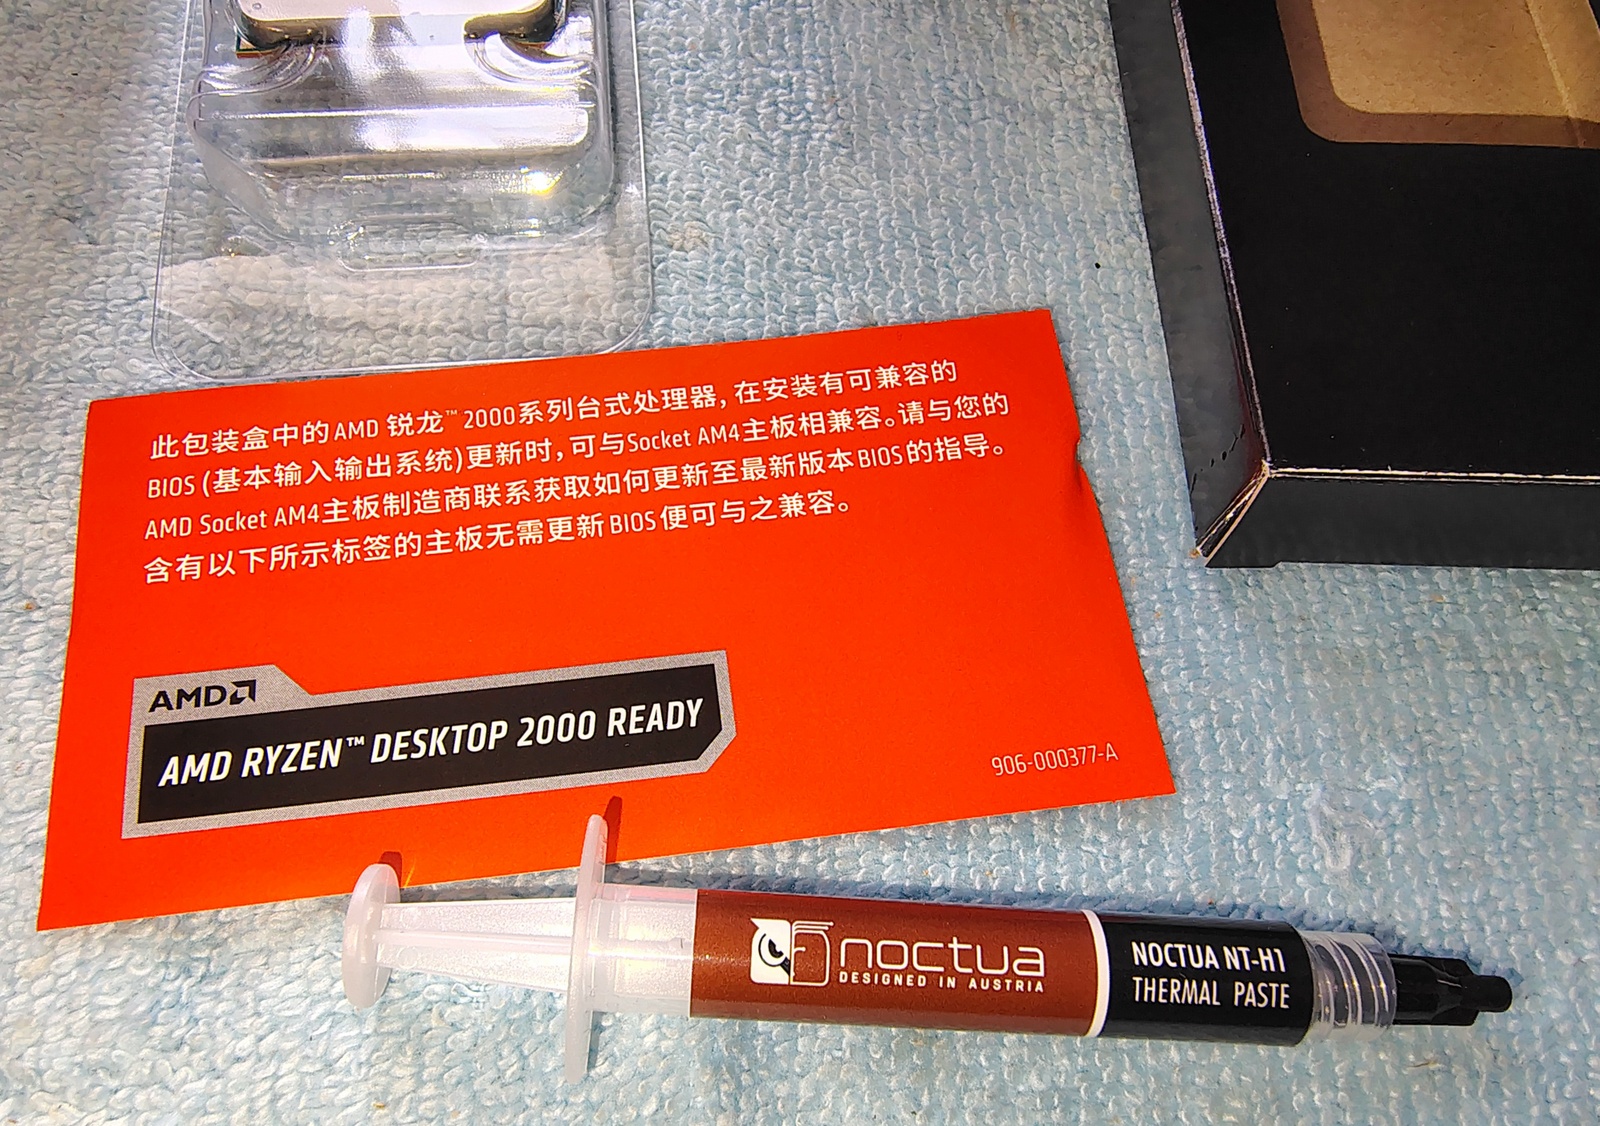 此包装盒中的AMD 锐龙™ 2000系列台式处理器，在安装有可兼容的
BIOS (基本输入输出系统)更新时，可与Socket AM4主板相兼容。请与您的
AMD Socket AM4主板制造商联系获取如何更新至最新版本BIOS的指导。
含有以下所示标签的主板无需更新BIOS便可与之兼容。
AMD
AMD RYZEN™ DESKTOP 2000 READY
906-000377-A
noctua
DESIGNED IN AUSTRIA
NOCTUA NT-H1
THERMAL PASTE